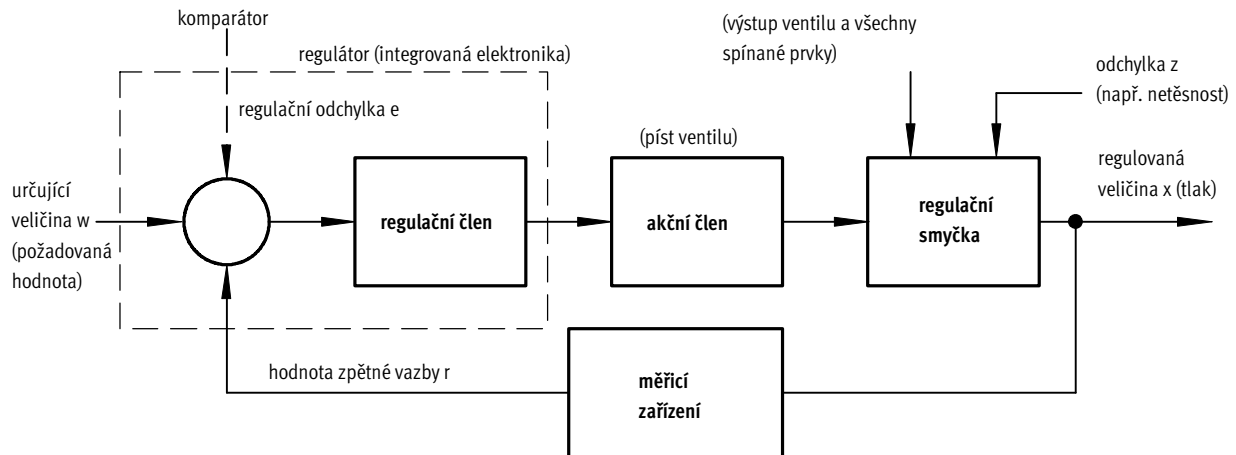 komparátor
regulátor (integrovaná elektronika)
(výstup ventilu a všechny
spínané prvky)
odchylka z
(např. netěsnost)
regulační odchylka e
(píst ventilu)
regulovaná
veličina x (tlak)
určující
veličina w
(požadovaná
hodnota)
regulační člen
akční člen
regulační
smyčka
hodnota zpětné vazby r
měřicí
zařízení